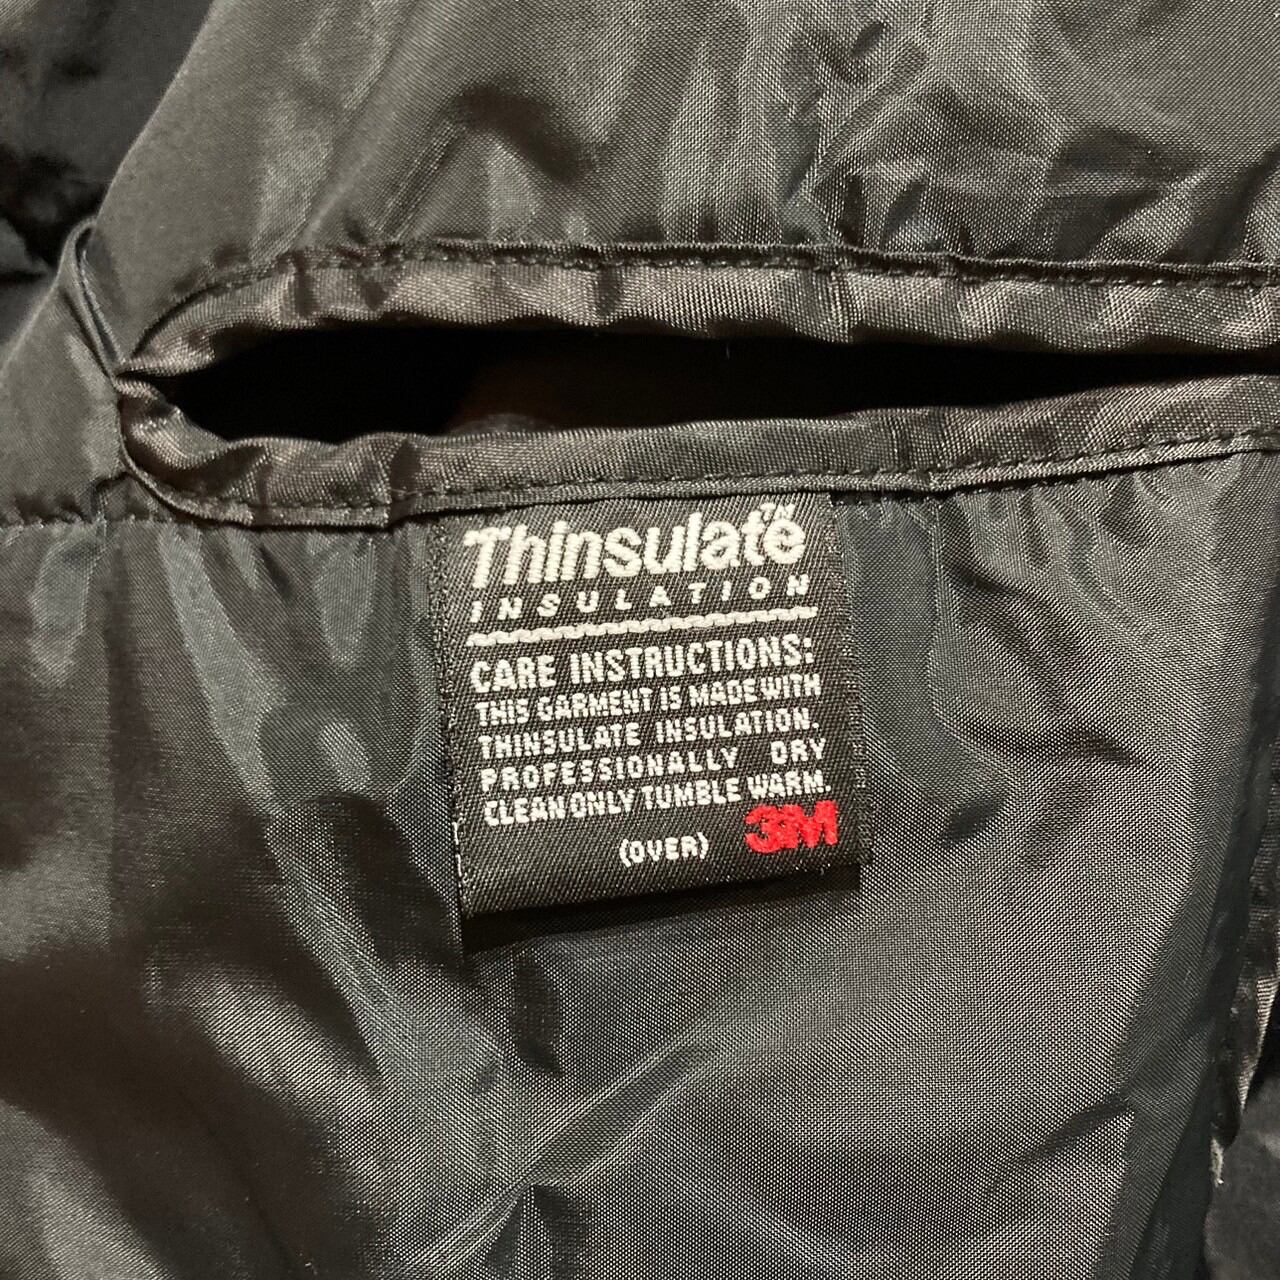 Thinsulate™
INSULATION
CARE INSTRUCTIONS:
THIS GARMENT IS MADE WITH
THINSULATE INSULATION.
PROFESSIONALLY DRY
CLEAN ONLY TUMBLE WARM.
(OVER) 3M